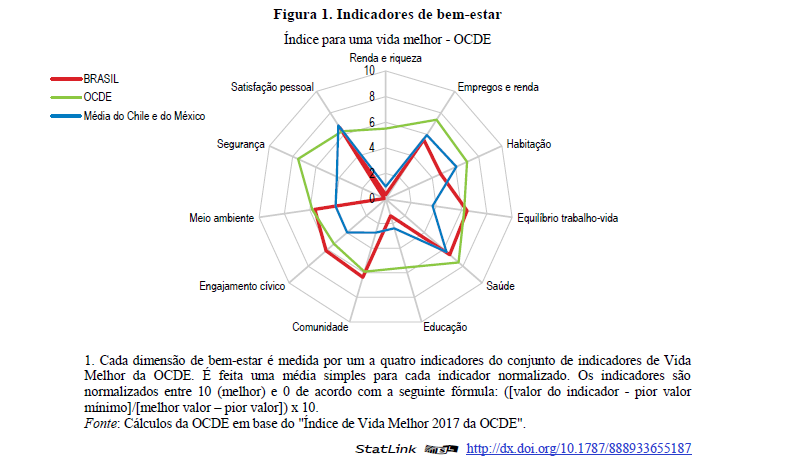 Figura 1. Indicadores de bem-estar
Índice para uma vida melhor - OCDE
BRASIL
OCDE
Média do Chile e do México
Renda e riqueza
Empregos e renda
Habitação
Equilíbrio trabalho-vida
Saúde
Educação
Comunidade
Engajamento cívico
Meio ambiente
Segurança
Satisfação pessoal
10
8
6
4
2
0
1. Cada dimensão de bem-estar é medida por um a quatro indicadores do conjunto de indicadores de Vida
Melhor da OCDE. É feita uma média simples para cada indicador normalizado. Os indicadores são
normalizados entre 10 (melhor) e 0 de acordo com a seguinte fórmula: ([valor do indicador - pior valor
mínimo]/[melhor valor – pior valor]) x 10.
Fonte: Cálculos da OCDE em base do "Índice de Vida Melhor 2017 da OCDE".
StatLink http://dx.doi.org/10.1787/888933655187